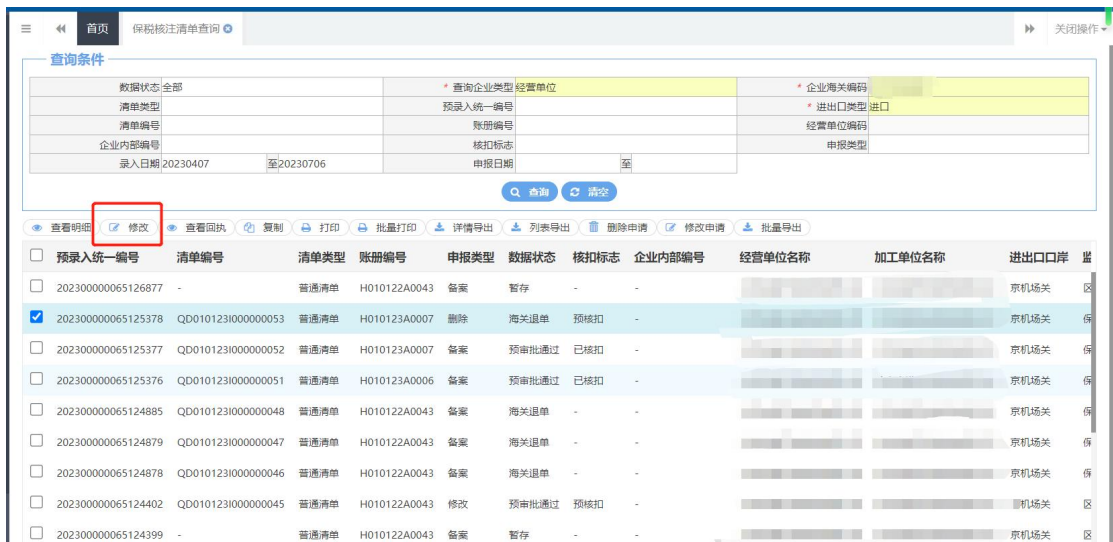 首页 保税核注清单查询 关闭操作
查询条件
数据状态 全部 * 查询企业类型 经营单位 * 企业海关编码
清单类型 预录入统一编号 * 进出口类型 进口
清单编号 账册编号 经营单位编码
企业内部编号 核扣标志 申报类型
录入日期 20230407 至 20230706 申报日期 至
查询 清空
查看明细 修改 查看回执 复制 打印 批量打印 详情导出 列表导出 删除申请 修改申请 批量导出
预录入统一编号 清单编号 清单类型 账册编号 申报类型 数据状态 核扣标志 企业内部编号 经营单位名称 加工单位名称 进出口口岸 监
202300000065126877 - 普通清单 H010122A0043 备案 暂存 - - 京机场关 区
202300000065125378 QD010123I000000053 普通清单 H010123A0007 删除 海关退单 预核扣 - 京机场关 保
202300000065125377 QD010123I000000052 普通清单 H010123A0007 备案 预审批通过 已核扣 - 京机场关 保
202300000065125376 QD010123I000000051 普通清单 H010123A0006 备案 预审批通过 已核扣 - 京机场关 保
202300000065124885 QD010123I000000048 普通清单 H010122A0043 备案 海关退单 - - 京机场关 保
202300000065124879 QD010123I000000047 普通清单 H010122A0043 备案 海关退单 - - 京机场关 保
202300000065124878 QD010123I000000046 普通清单 H010122A0043 备案 海关退单 - - 京机场关 保
202300000065124402 QD010123I000000045 普通清单 H010122A0043 修改 预审批通过 预核扣 - 机场关 区
202300000065124399 - 普通清单 H010122A0043 备案 暂存 - - 京机场关 区